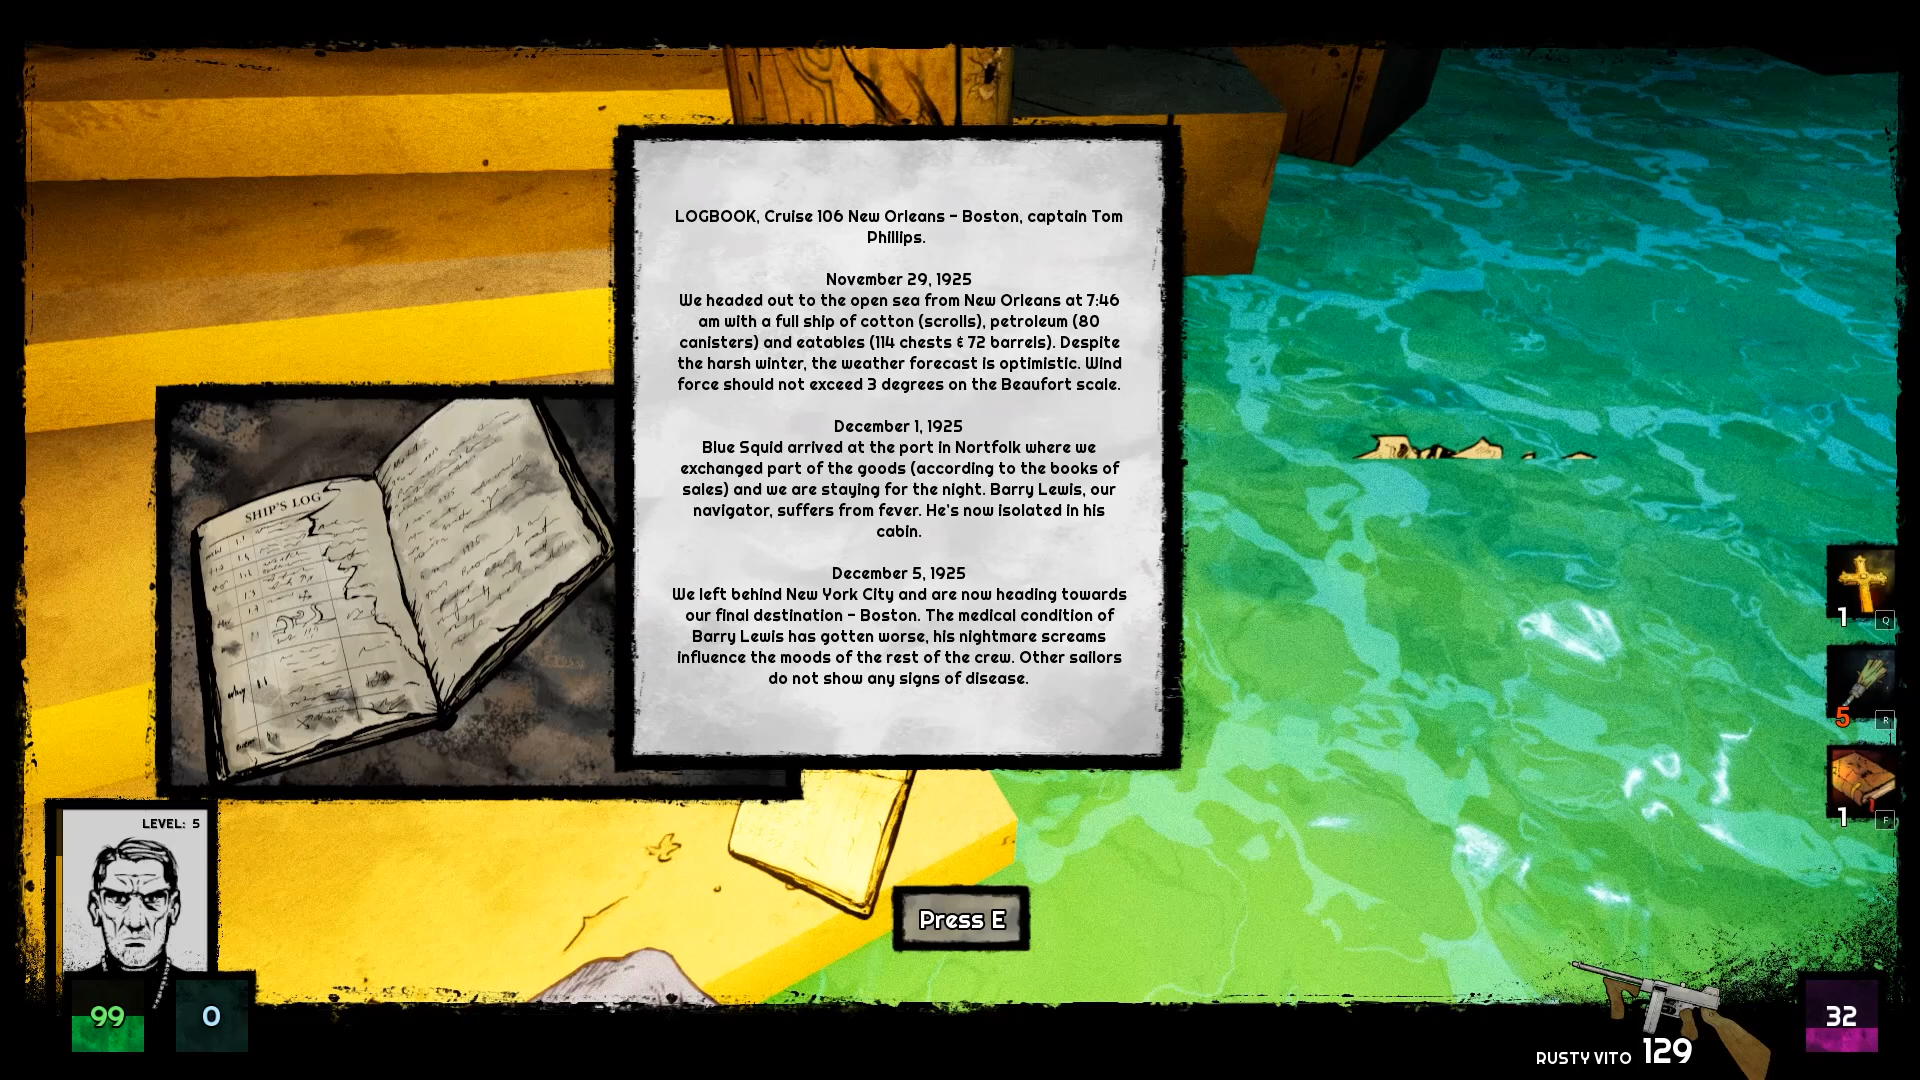 LOGBOOK, Cruise 106 New Orleans - Boston, captain Tom
Phillips.
November 29, 1925
We headed out to the open sea from New Orleans at 7:46
am with a full ship of cotton (scrolls), petroleum (80
canisters) and eatables (114 chests & 72 barrels). Despite
the harsh winter, the weather forecast is optimistic. Wind
force should not exceed 3 degrees on the Beaufort scale.
December 1, 1925
Blue Squid arrived at the port in Nortfolk where we
exchanged part of the goods (according to the books of
sales) and we are staying for the night. Barry Lewis, our
navigator, suffers from fever. He's now isolated in his
cabin.
December 5, 1925
We left behind New York City and are now heading towards
our final destination - Boston. The medical condition of
Barry Lewis has gotten worse, his nightmare screams
influence the moods of the rest of the crew. Other sailors
do not show any signs of disease.
SHIP'S LOG
1 Q
5 R
1 F
LEVEL: 5
Press E
99 0
32
RUSTY VITO 129